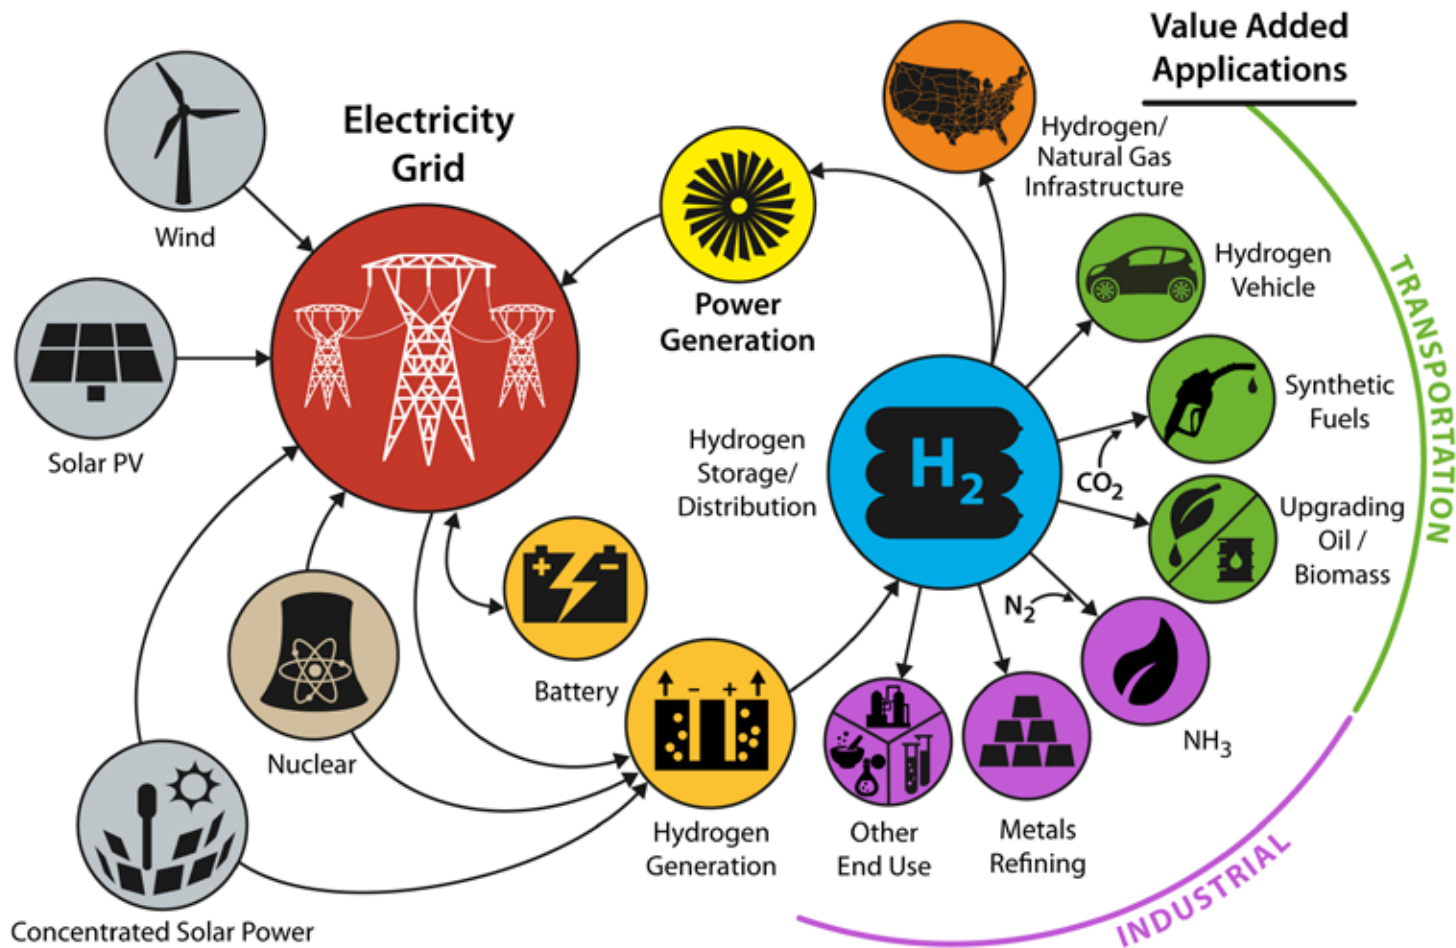 Value Added
Applications
Electricity
Grid
Wind
Solar PV
Power
Generation
Hydrogen/
Natural Gas
Infrastructure
Hydrogen
Vehicle
Synthetic
Fuels
CO2
Upgrading
Oil /
Biomass
Hydrogen
Storage/
Distribution
H2
N2
NH3
+ −
Battery
− +
Nuclear
Hydrogen
Generation
Other
End Use
Metals
Refining
Concentrated Solar Power
TRANSPORTATION
INDUSTRIAL